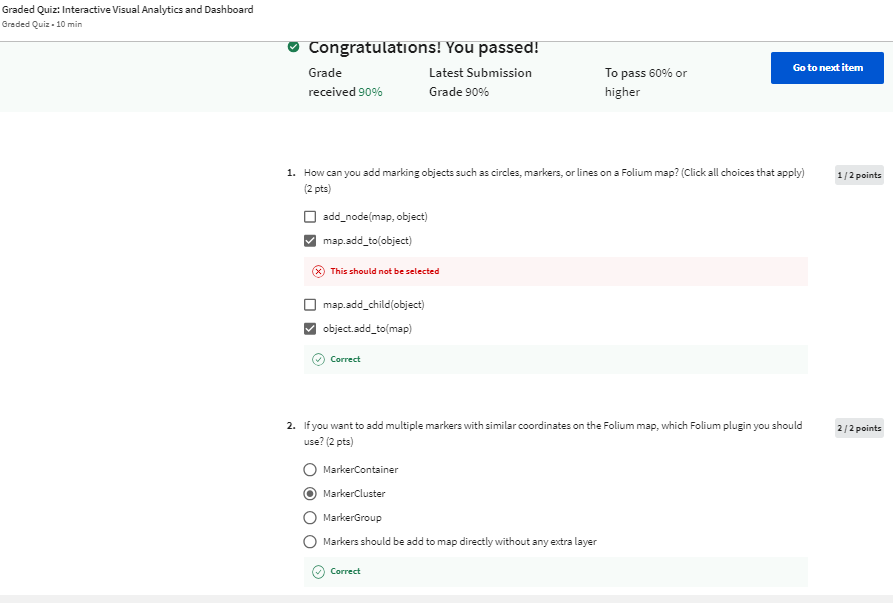 Graded Quiz: Interactive Visual Analytics and Dashboard
Graded Quiz • 10 min
Congratulations! You passed!
Grade received 90%
Latest Submission Grade 90%
To pass 60% or higher
Go to next item
1. How can you add marking objects such as circles, markers, or lines on a Folium map? (Click all choices that apply)
(2 pts)
1 / 2 points
add_node(map, object)
map.add_to(object)
This should not be selected
map.add_child(object)
object.add_to(map)
Correct
2. If you want to add multiple markers with similar coordinates on the Folium map, which Folium plugin you should
use? (2 pts)
2 / 2 points
MarkerContainer
MarkerCluster
MarkerGroup
Markers should be add to map directly without any extra layer
Correct